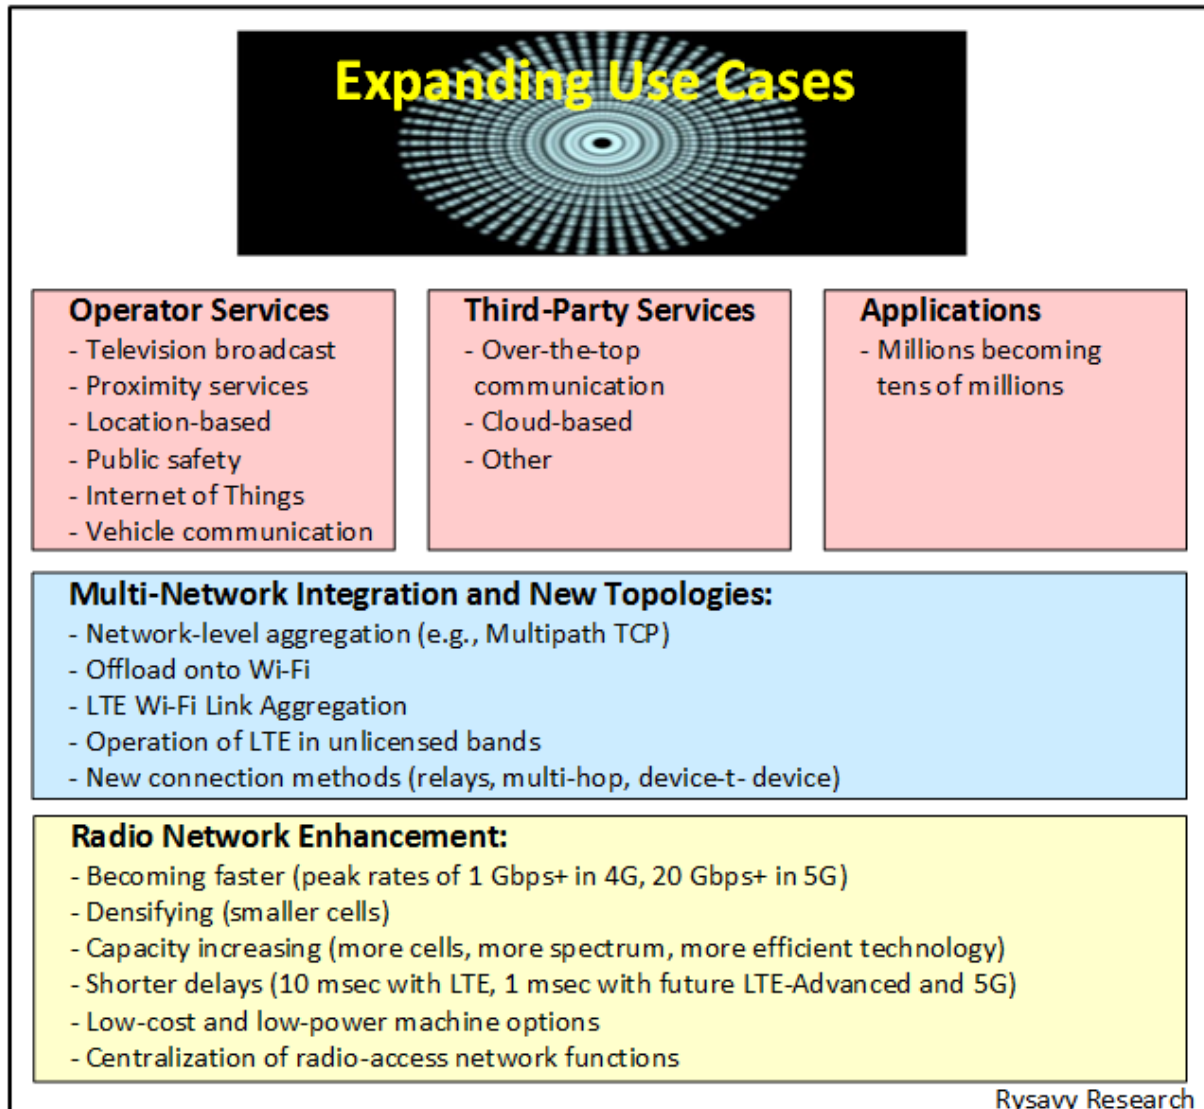 Expanding Use Cases
Operator Services
- Television broadcast
- Proximity services
- Location-based
- Public safety
- Internet of Things
- Vehicle communication
Third-Party Services
- Over-the-top
communication
- Cloud-based
- Other
Applications
- Millions becoming
tens of millions
Multi-Network Integration and New Topologies:
- Network-level aggregation (e.g., Multipath TCP)
- Offload onto Wi-Fi
- LTE Wi-Fi Link Aggregation
- Operation of LTE in unlicensed bands
- New connection methods (relays, multi-hop, device-t- device)
Radio Network Enhancement:
- Becoming faster (peak rates of 1 Gbps+ in 4G, 20 Gbps+ in 5G)
- Densifying (smaller cells)
- Capacity increasing (more cells, more spectrum, more efficient technology)
- Shorter delays (10 msec with LTE, 1 msec with future LTE-Advanced and 5G)
- Low-cost and low-power machine options
- Centralization of radio-access network functions
Rysavy Research